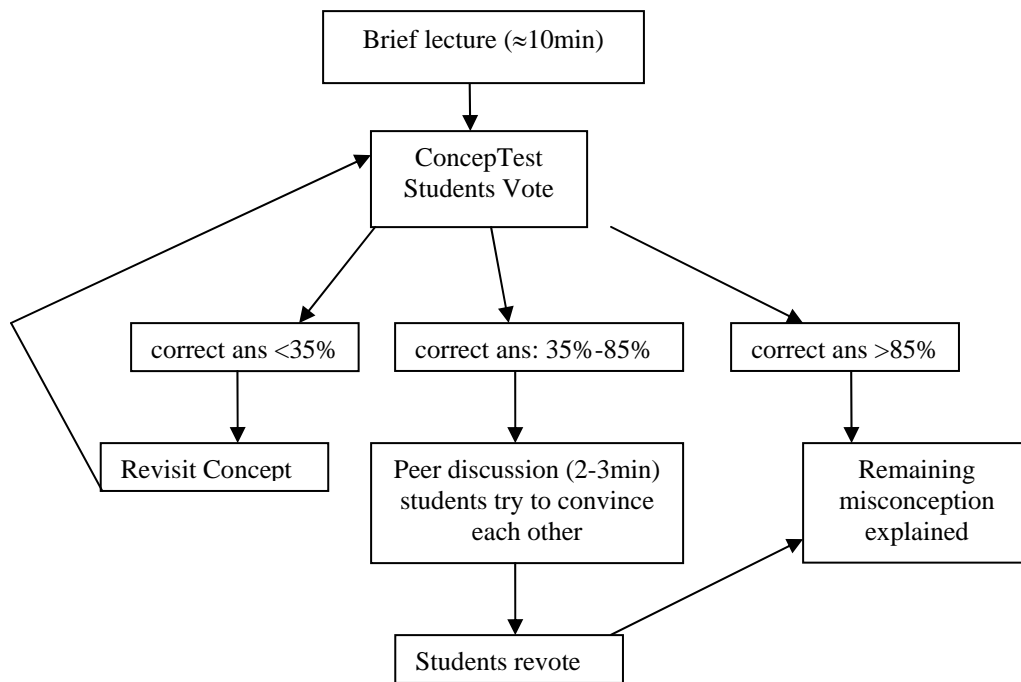 Brief lecture (≈10min)
ConcepTest
Students Vote
correct ans <35%
correct ans: 35%-85%
correct ans >85%
Revisit Concept
Peer discussion (2-3min)
students try to convince
each other
Remaining
misconception
explained
Students revote